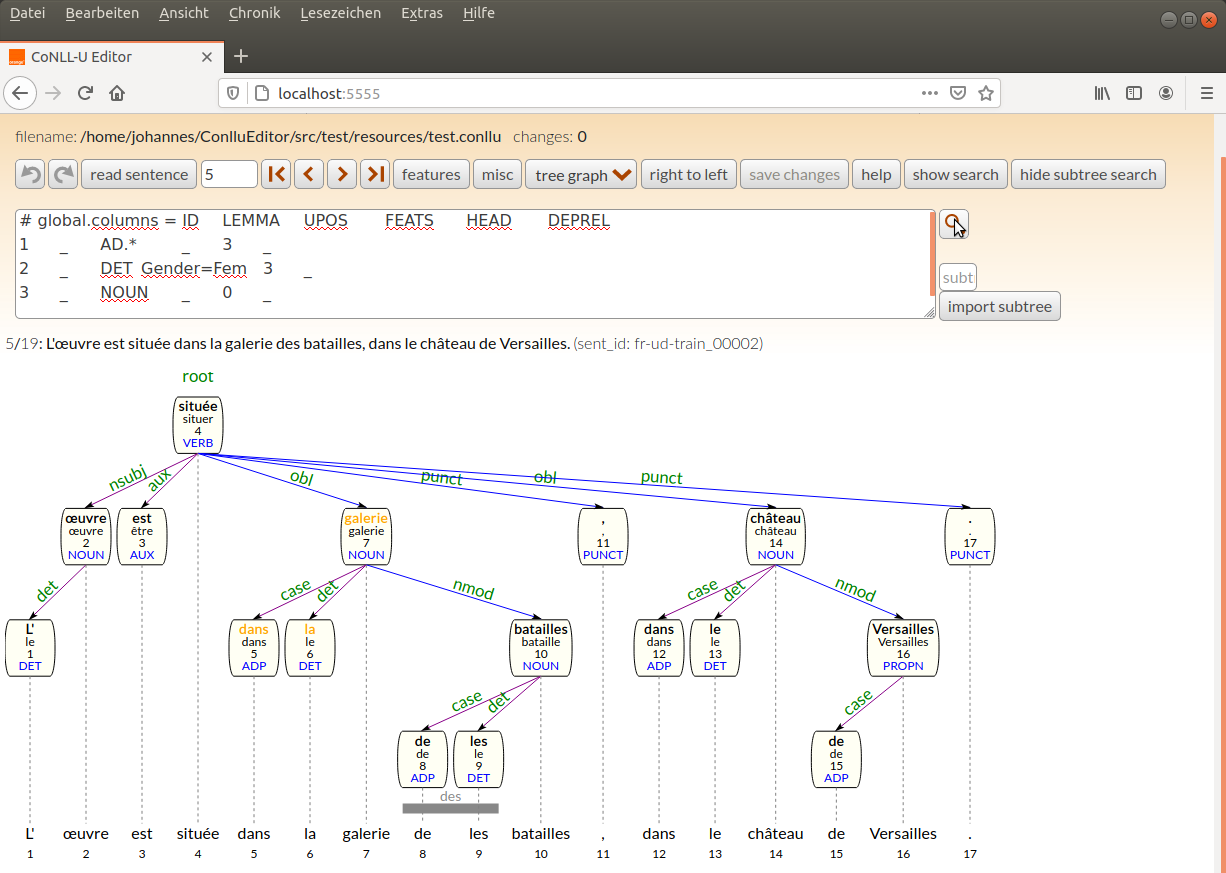 Datei Bearbeiten Ansicht Chronik Lesezeichen Extras Hilfe
CoNLL-U Editor
localhost:5555
filename: /home/johannes/ConlluEditor/src/test/resources/test.conllu changes: 0
read sentence 5 features misc tree graph right to left save changes help show search hide subtree search
# global.columns = ID LEMMA UPOS FEATS HEAD DEPREL
1 _ AD.* _ 3 _
2 _ DET Gender=Fem 3 _
3 _ NOUN _ 0 _
subt
import subtree
5/19: L'œuvre est située dans la galerie des batailles, dans le château de Versailles. (sent_id: fr-ud-train_00002)
root
située
situer
4
VERB
nsubj aux obl punct obl punct
œuvre est galerie , château .
œuvre être galerie , château .
2 3 7 11 14 17
NOUN AUX NOUN PUNCT NOUN PUNCT
det case det nmod case det nmod
L' dans la batailles dans le Versailles
le dans le bataille dans le Versailles
1 5 6 10 12 13 16
DET ADP DET NOUN ADP DET PROPN
case det case
de les de
de le de
8 9 15
ADP DET ADP
des
L' œuvre est située dans la galerie de les batailles , dans le château de Versailles .
1 2 3 4 5 6 7 8 9 10 11 12 13 14 15 16 17